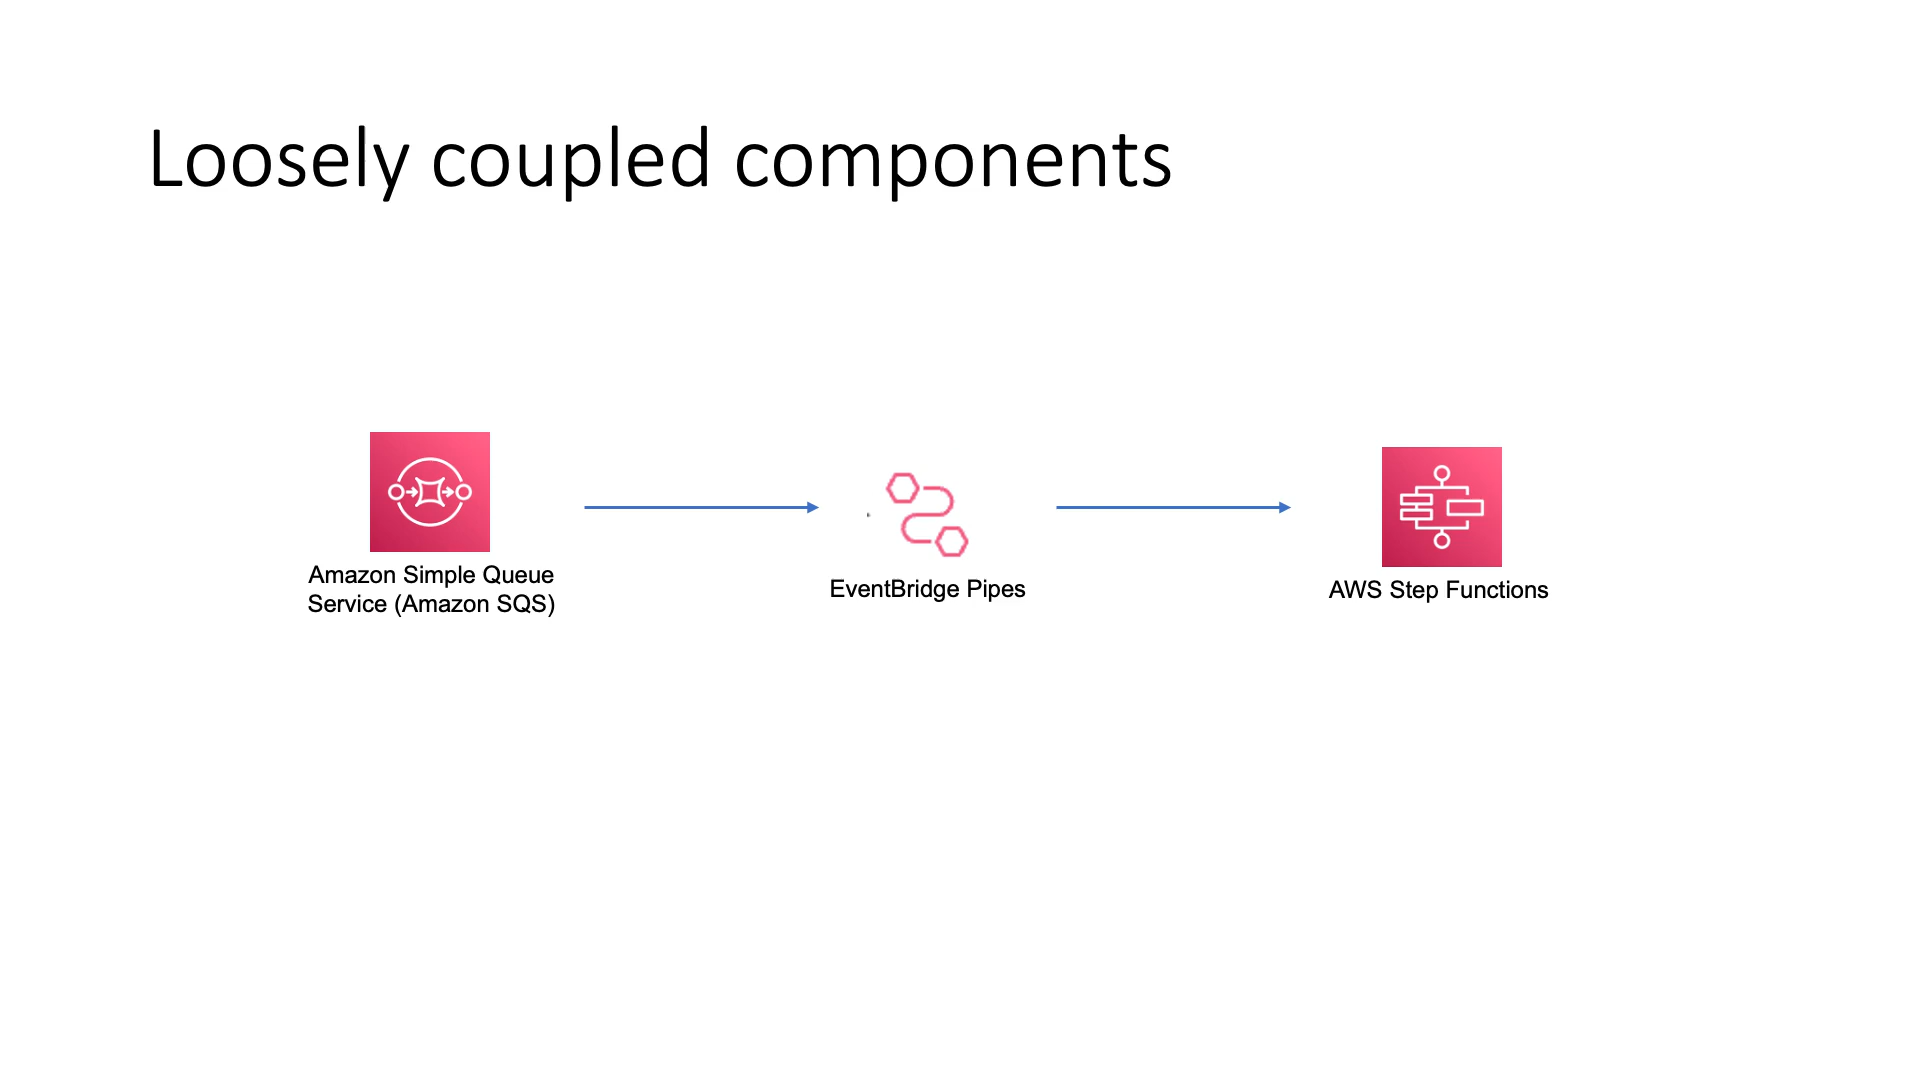 Loosely coupled components
Amazon Simple Queue
Service (Amazon SQS)
EventBridge Pipes
AWS Step Functions